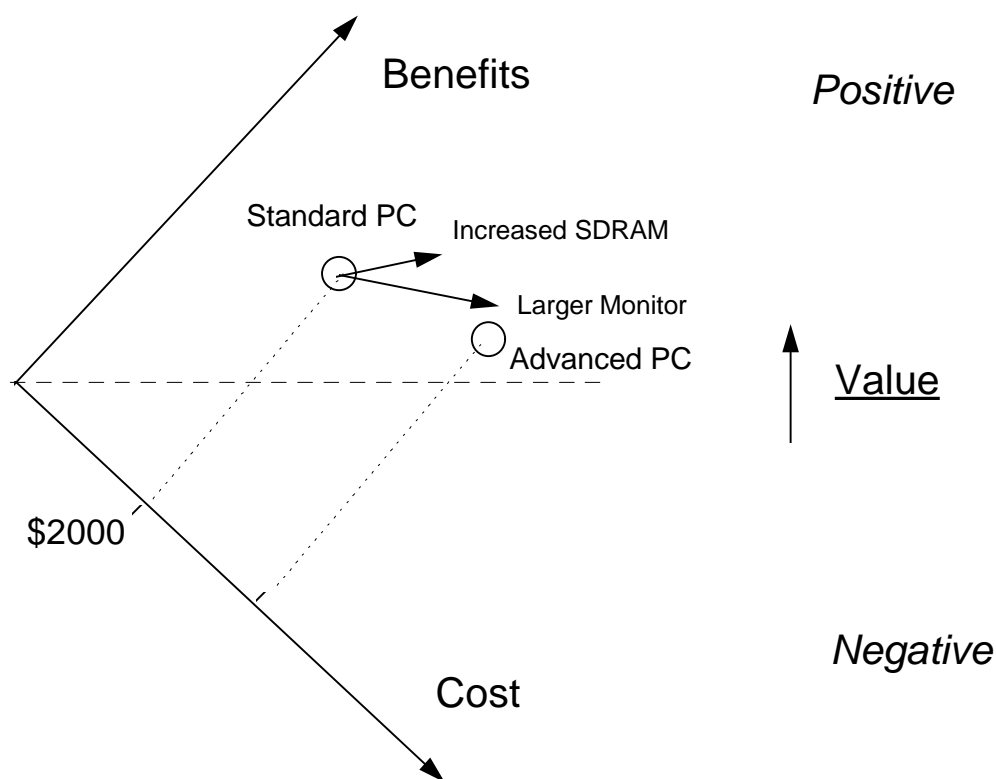 Benefits
Positive
Standard PC
Increased SDRAM
Larger Monitor
Advanced PC
Value
$2000
Negative
Cost